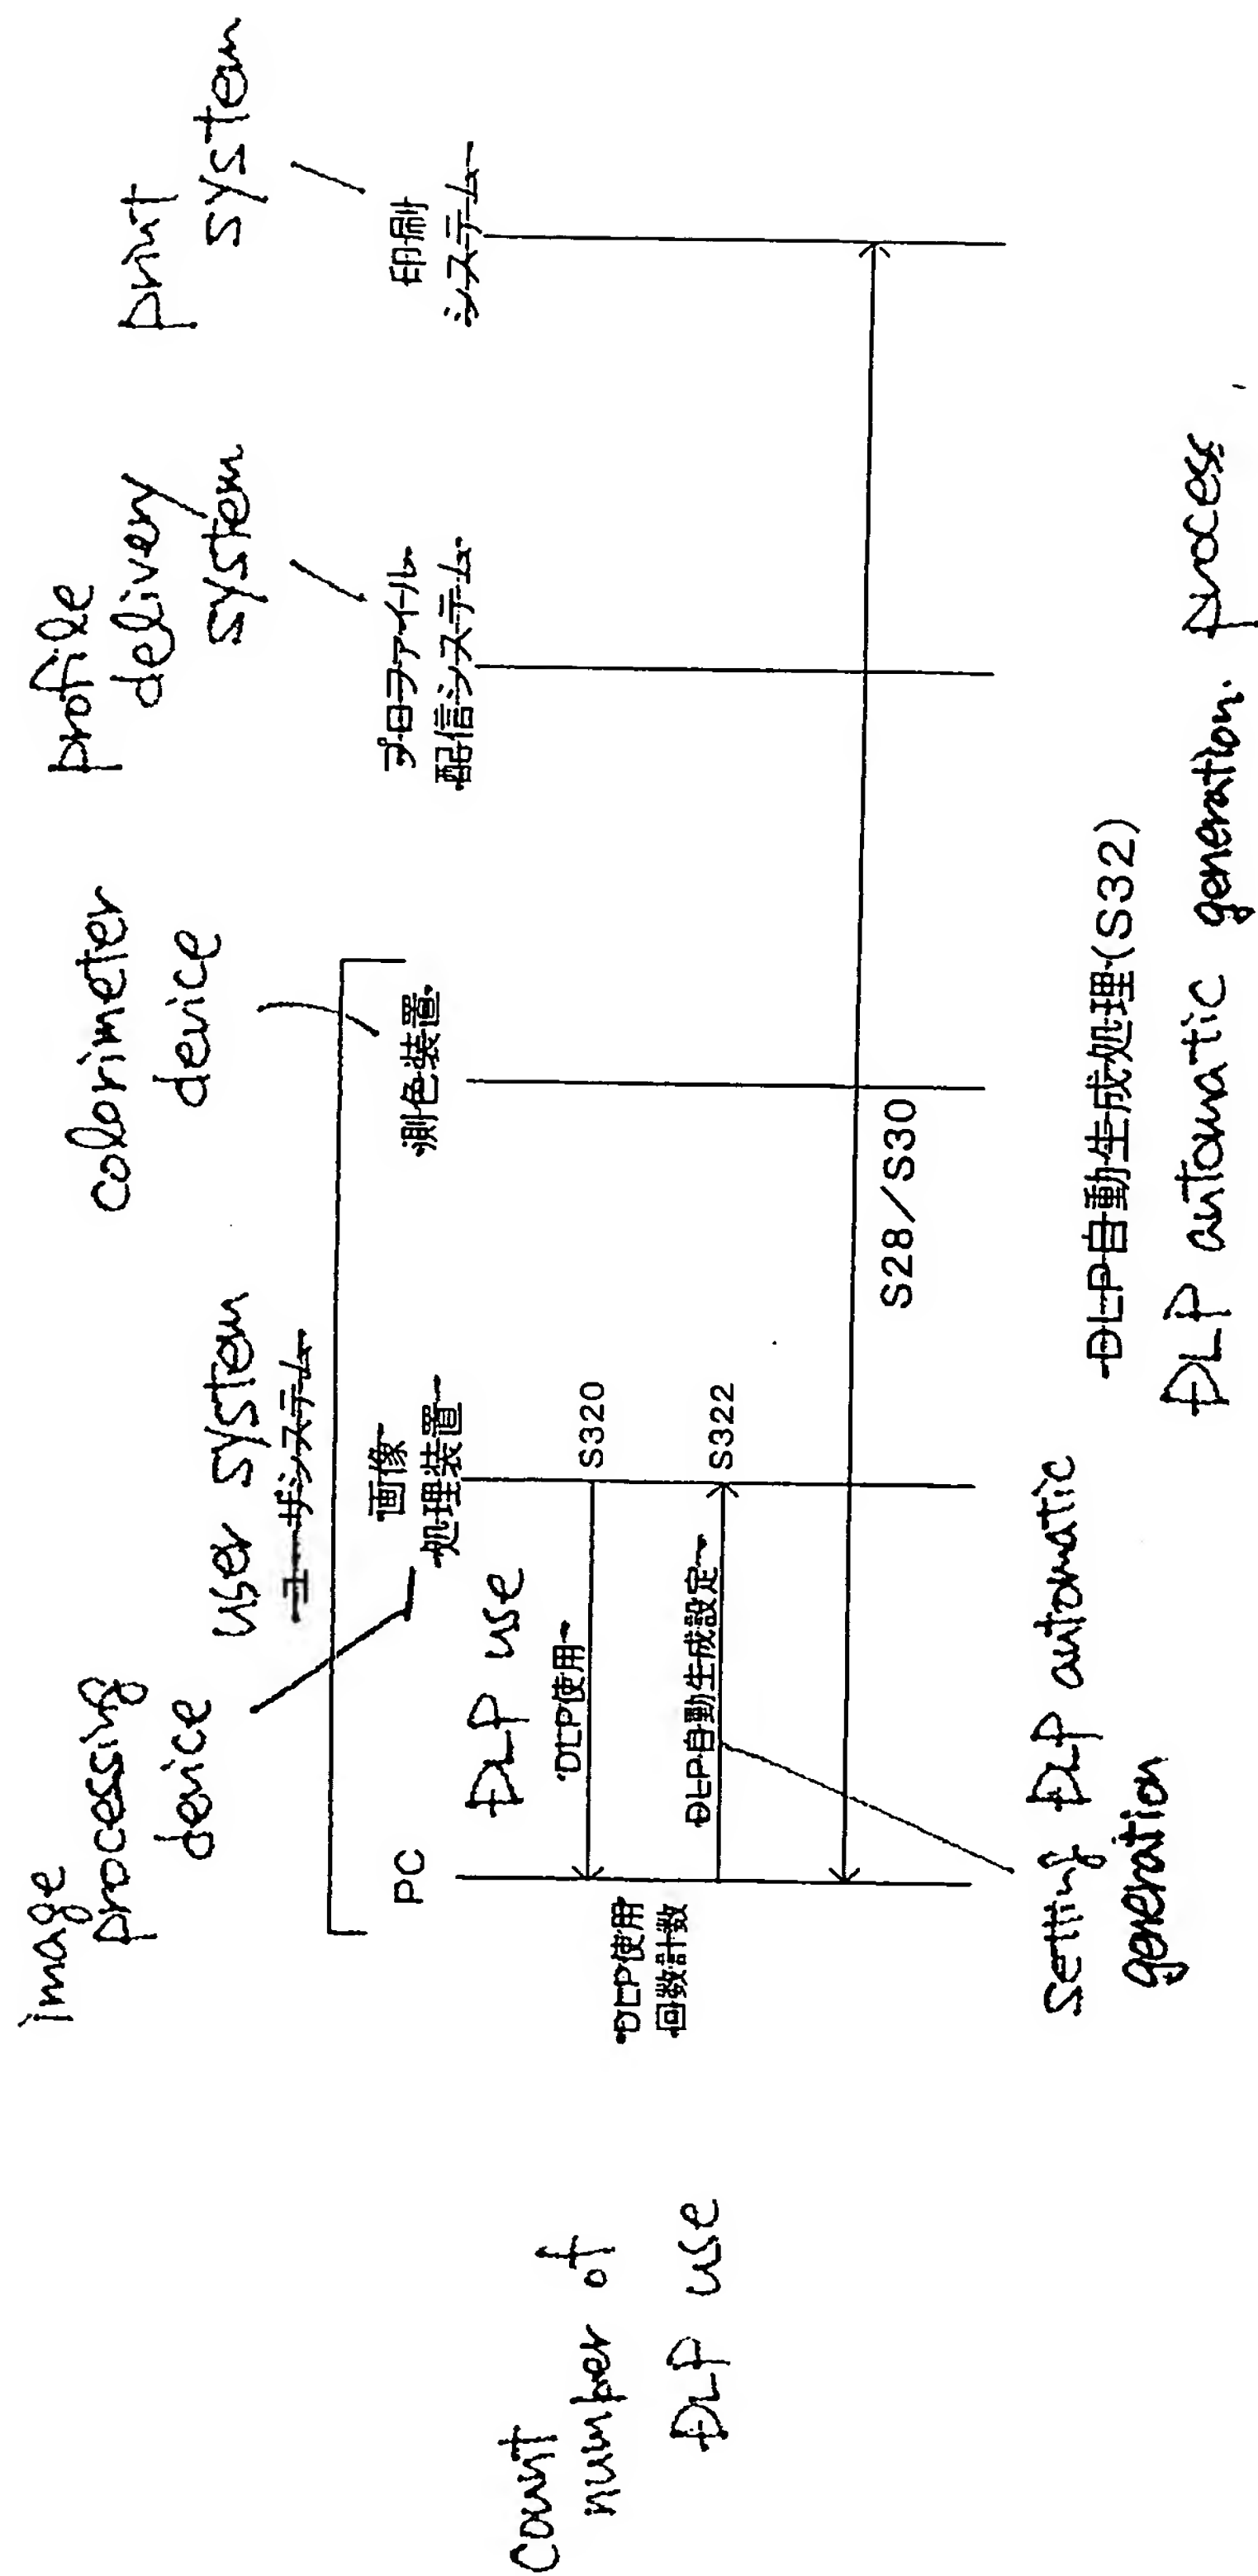 image
processing
device
user system
ユーザシステム
colorimeter
device
profile
delivery
system
print
system
PC
画像
処理装置
測色装置
プロファイル
配信システム
印刷
システム
DLP use
DLP使用
S320
count
number of
DLP use
DLP使用
回数計数
DLP自動生成設定
S322
S28/S30
setting DLP automatic
generation
DLP自動生成処理(S32)
DLP automatic generation process